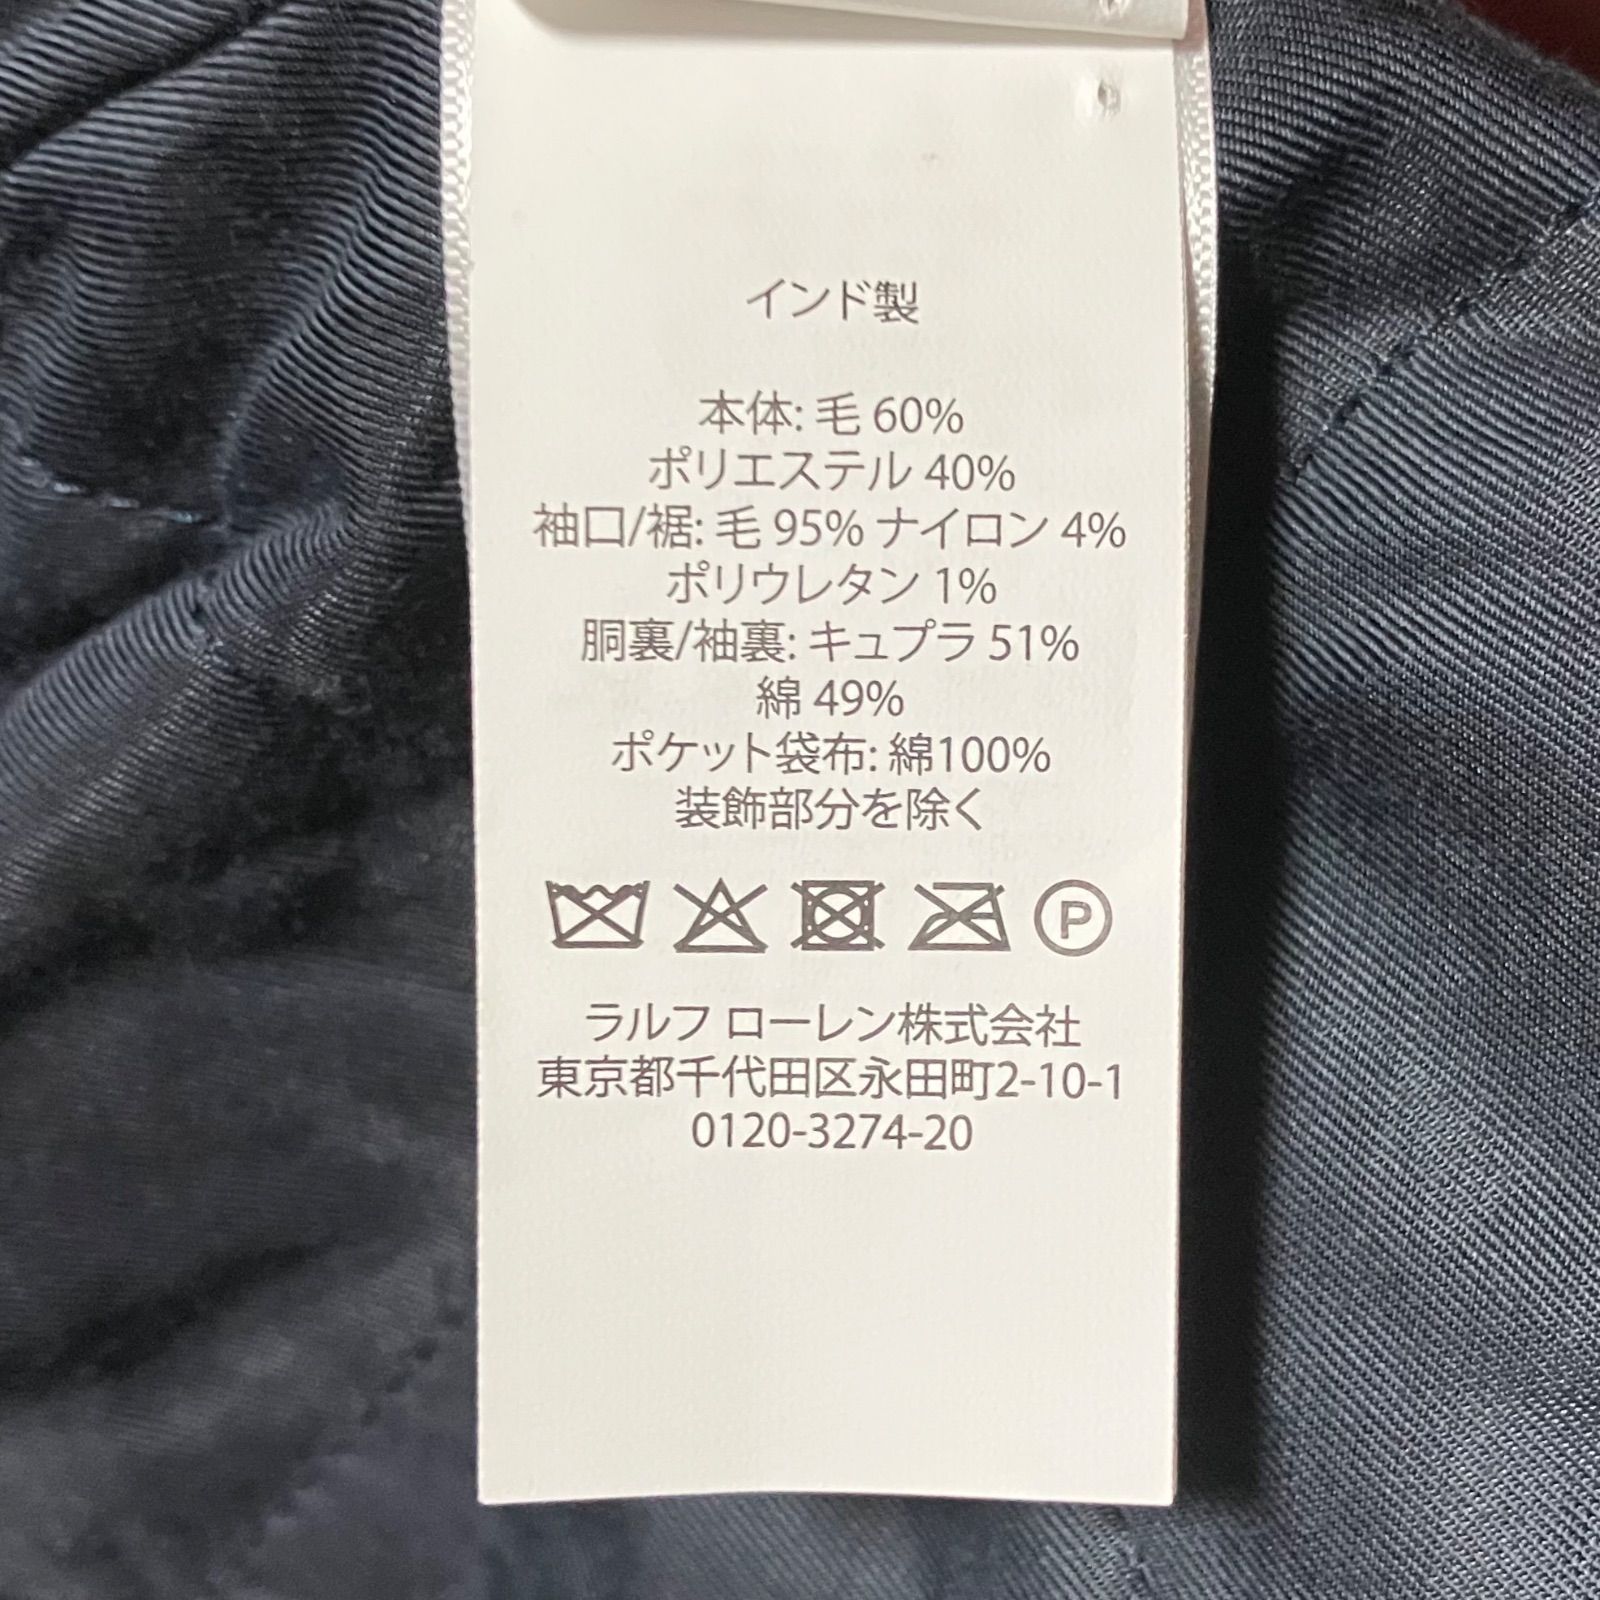 インド製
本体: 毛 60%
ポリエステル 40%
袖口/裾: 毛 95% ナイロン 4%
ポリウレタン 1%
胴裏/袖裏: キュプラ 51%
綿 49%
ポケット袋布: 綿100%
装飾部分を除く
P
ラルフ ローレン株式会社
東京都千代田区永田町2-10-1
0120-3274-20